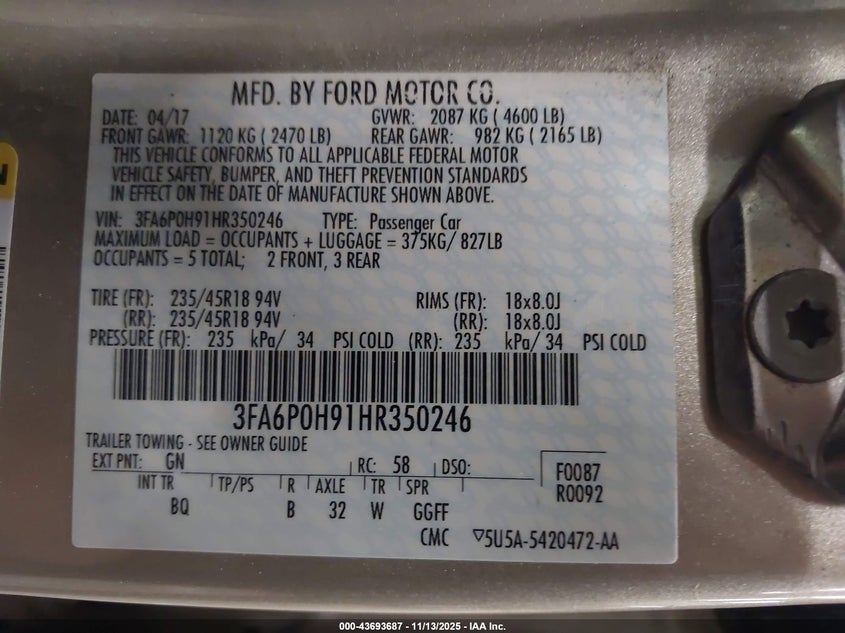 MFD. BY FORD MOTOR CO.
DATE: 04/17 GVWR: 2087 KG ( 4600 LB)
FRONT GAWR: 1120 KG ( 2470 LB) REAR GAWR: 982 KG ( 2165 LB)
THIS VEHICLE CONFORMS TO ALL APPLICABLE FEDERAL MOTOR
VEHICLE SAFETY, BUMPER, AND THEFT PREVENTION STANDARDS
IN EFFECT ON THE DATE OF MANUFACTURE SHOWN ABOVE.
VIN: 3FA6P0H91HR350246 TYPE: Passenger Car
MAXIMUM LOAD = OCCUPANTS + LUGGAGE = 375KG/ 827LB
OCCUPANTS = 5 TOTAL; 2 FRONT, 3 REAR
TIRE (FR): 235/45R18 94V RIMS (FR): 18x8.0J
(RR): 235/45R18 94V (RR): 18x8.0J
PRESSURE (FR): 235 kPa/ 34 PSI COLD (RR): 235 kPa/ 34 PSI COLD
3FA6P0H91HR350246
TRAILER TOWING - SEE OWNER GUIDE
EXT PNT: GN RC: 58 DSO: F0087
INT TR TP/PS R AXLE TR SPR R0092
BQ B 32 W GGFF
CMC ▽5U5A-5420472-AA
000-43693687 - 11/13/2025 - IAA Inc.